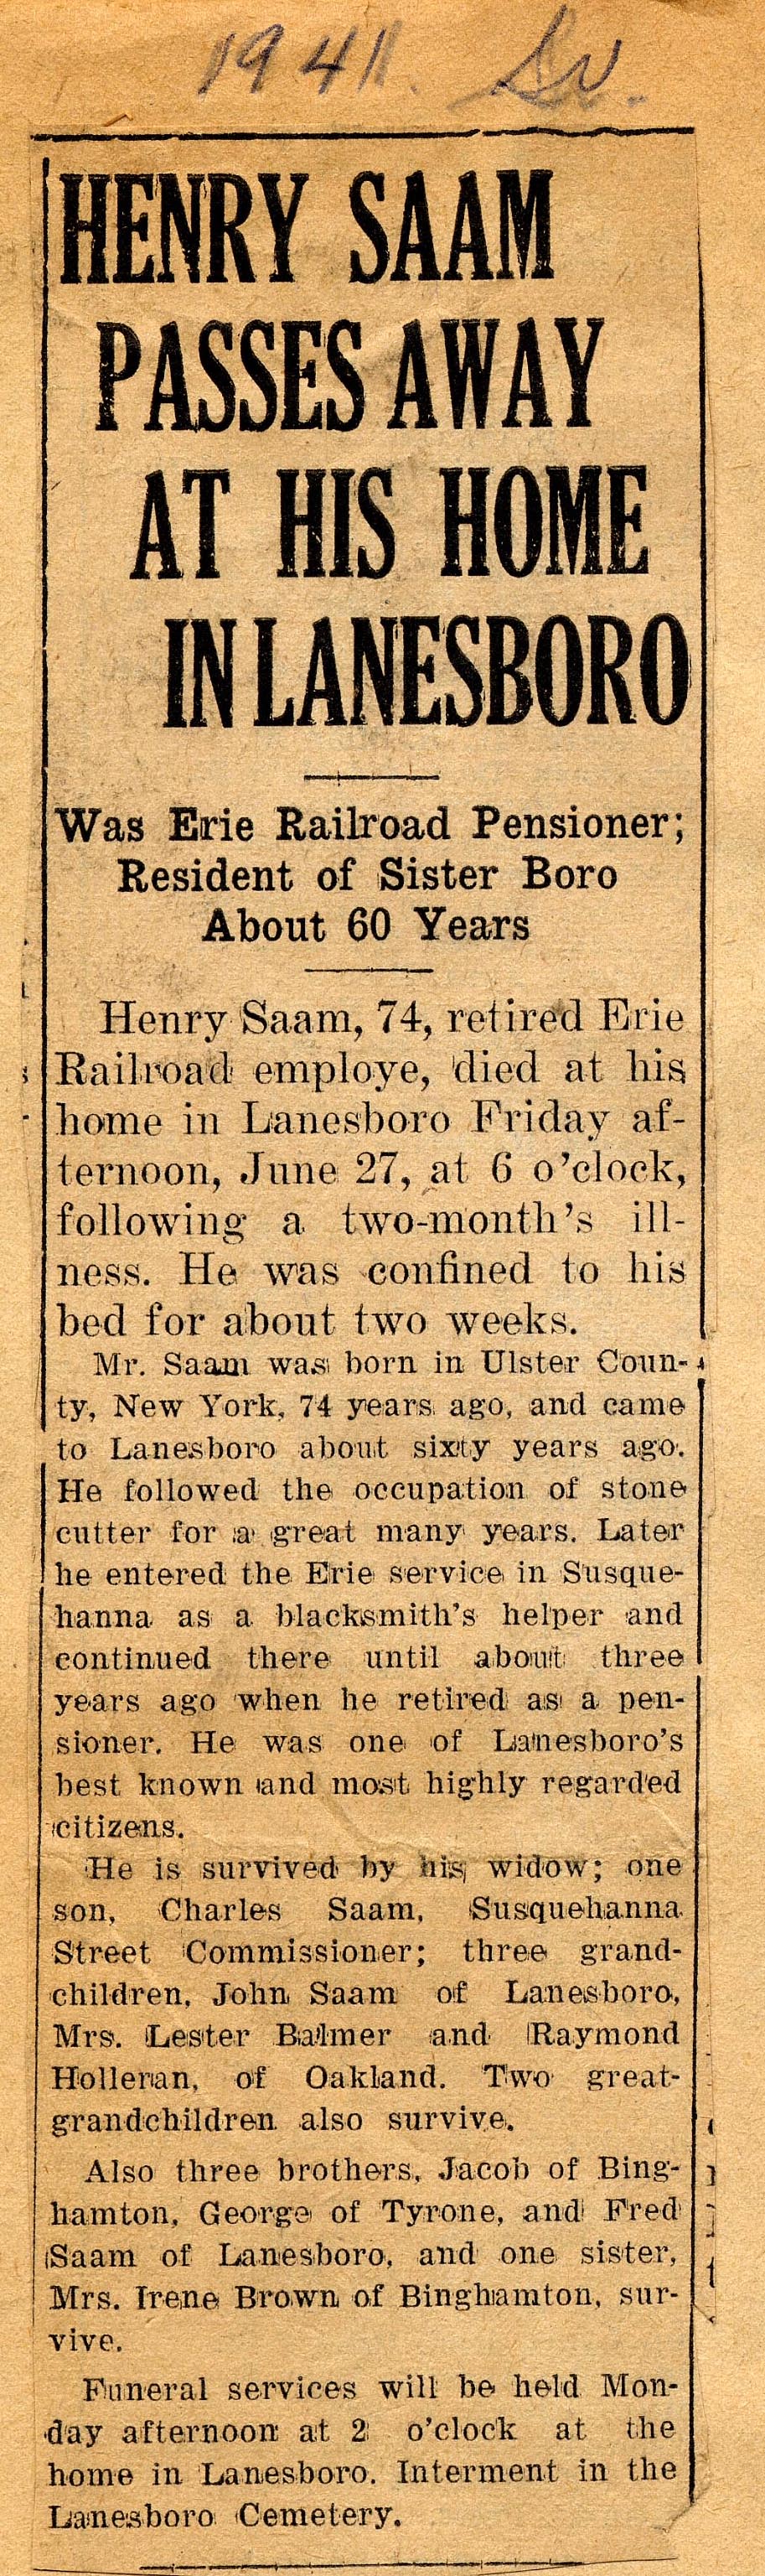 1941. Sv.
HENRY SAAM
PASSES AWAY
AT HIS HOME
IN LANESBORO
Was Erie Railroad Pensioner;
Resident of Sister Boro
About 60 Years
Henry Saam, 74, retired Erie
Railroad employe, died at his
home in Lanesboro Friday af-
ternoon, June 27, at 6 o'clock,
following a two-month's ill-
ness. He was confined to his
bed for about two weeks.
Mr. Saam was born in Ulster Coun-
ty, New York, 74 years ago, and came
to Lanesboro about sixty years ago.
He followed the occupation of stone
cutter for a great many years. Later
he entered the Erie service in Susque-
hanna as a blacksmith's helper and
continued there until about three
years ago when he retired as a pen-
sioner. He was one of Lanesboro's
best known and most highly regarded
citizens.
He is survived by his widow; one
son, Charles Saam, Susquehanna
Street Commissioner; three grand-
children, John Saam of Lanesboro,
Mrs. Lester Balmer and Raymond
Holleran, of Oakland. Two great-
grandchildren also survive.
Also three brothers, Jacob of Bing-
hamton, George of Tyrone, and Fred
Saam of Lanesboro, and one sister,
Mrs. Irene Brown of Binghamton, sur-
vive.
Funeral services will be held Mon-
day afternoon at 2 o'clock at the
home in Lanesboro. Interment in the
Lanesboro Cemetery.